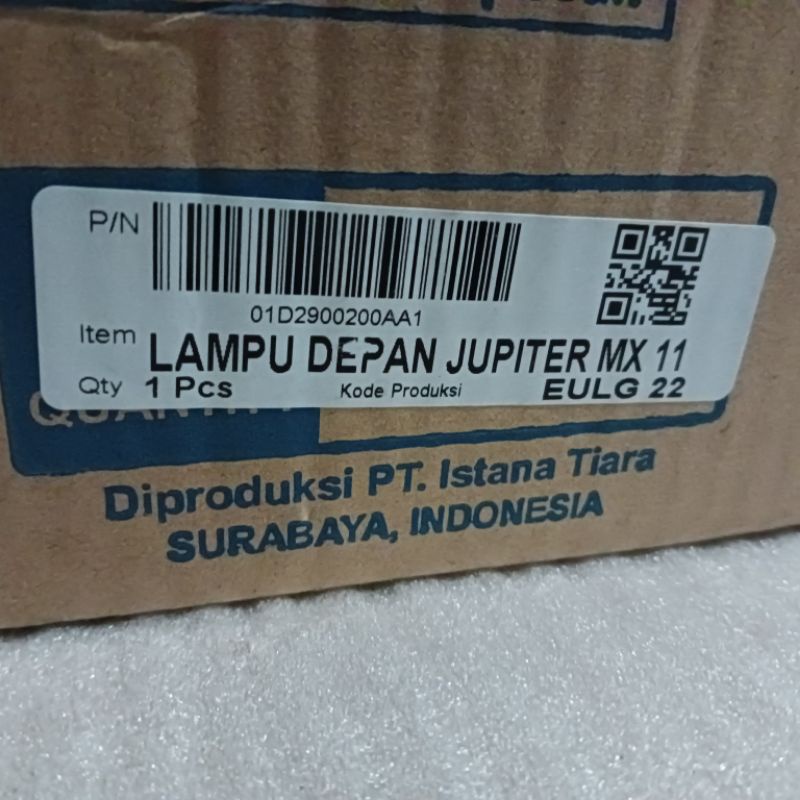 P/N
01D2900200AA1
Item LAMPU DEPAN JUPITER MX 11
Qty 1 Pcs Kode Produksi EULG 22
Diproduksi PT. Istana Tiara
SURABAYA, INDONESIA